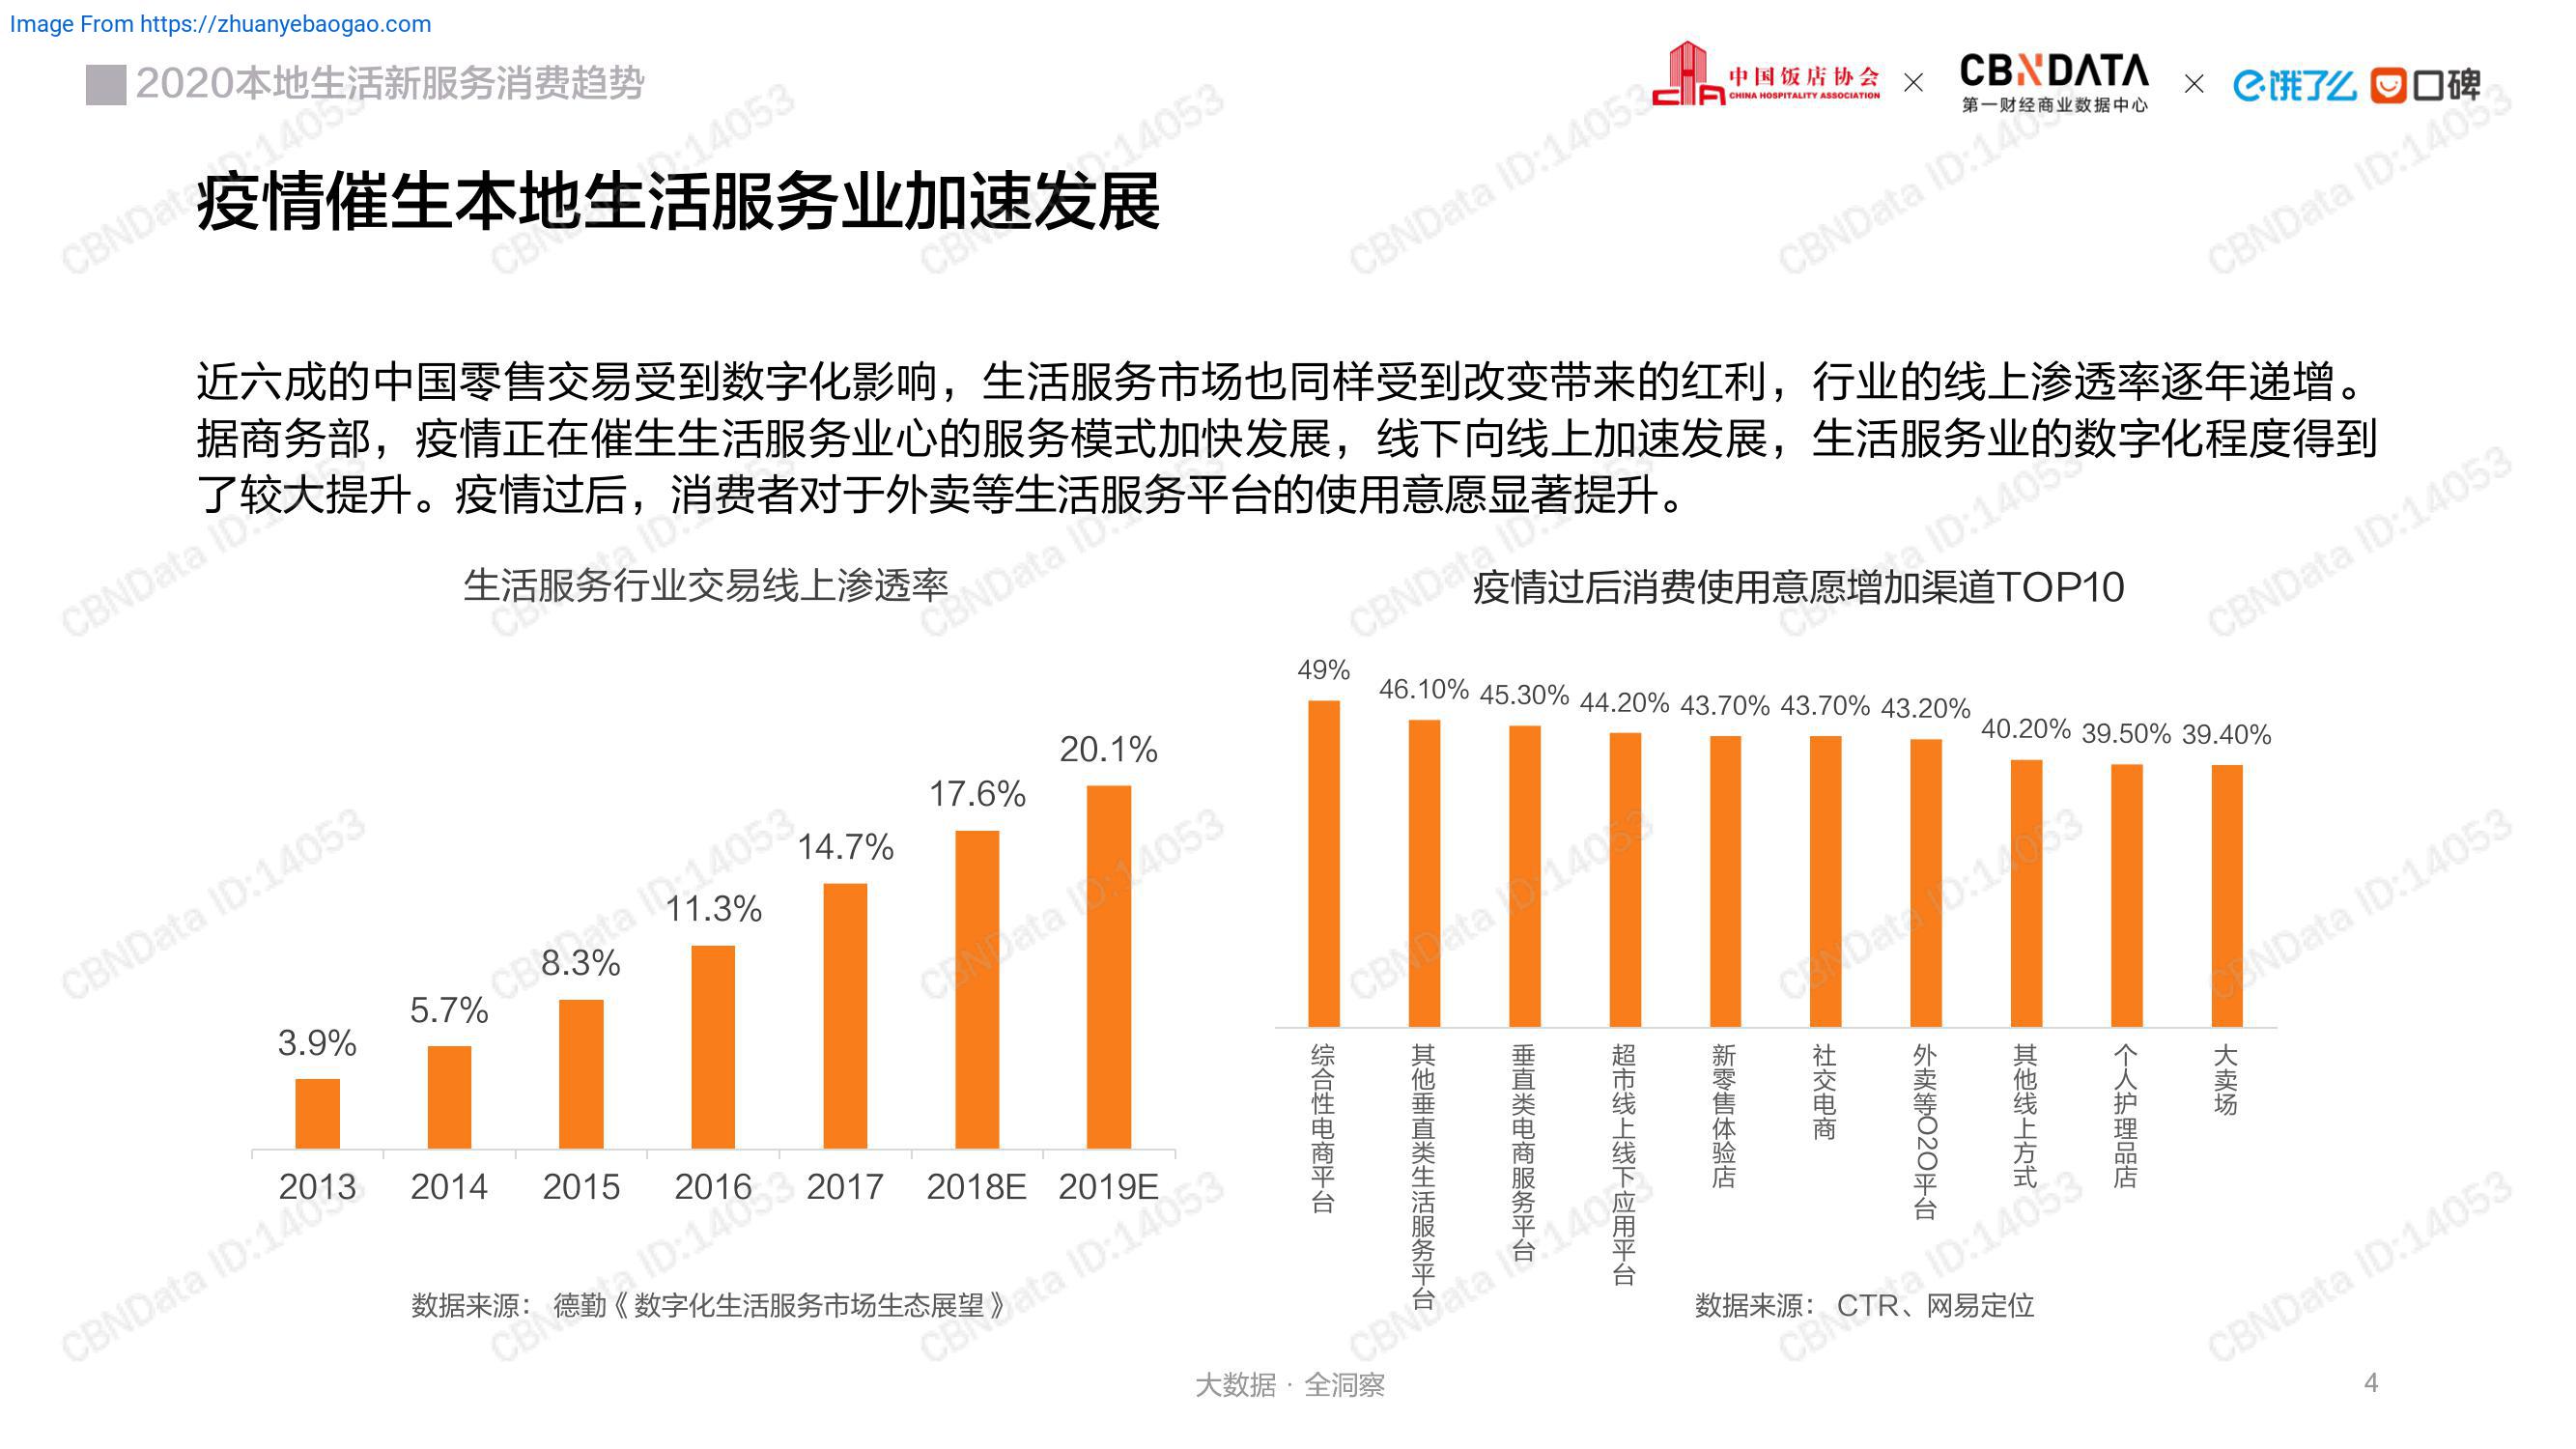 Image From https://zhuanyebaogao.com
2020本地生活新服务消费趋势
中国饭店协会
CHINA HOSPITALITY ASSOCIATION
×
CBNDATA
第一财经商业数据中心
×
饿了么 口碑
疫情催生本地生活服务业加速发展
近六成的中国零售交易受到数字化影响，生活服务市场也同样受到改变带来的红利，行业的线上渗透率逐年递增。
据商务部，疫情正在催生生活服务业心的服务模式加快发展，线下向线上加速发展，生活服务业的数字化程度得到
了较大提升。疫情过后，消费者对于外卖等生活服务平台的使用意愿显著提升。
生活服务行业交易线上渗透率
3.9%
5.7%
8.3%
11.3%
14.7%
17.6%
20.1%
2013 2014 2015 2016 2017 2018E 2019E
数据来源： 德勤《数字化生活服务市场生态展望》
疫情过后消费使用意愿增加渠道TOP10
49% 46.10% 45.30% 44.20% 43.70% 43.70% 43.20% 40.20% 39.50% 39.40%
综合性电商平台
其他垂直类生活服务平台
垂直类电商服务平台
超市线上线下应用平台
新零售体验店
社交电商
外卖等O2O平台
其他线上方式
个人护理品店
大卖场
数据来源： CTR、网易定位
大数据 · 全洞察
4
CBNData ID:14053